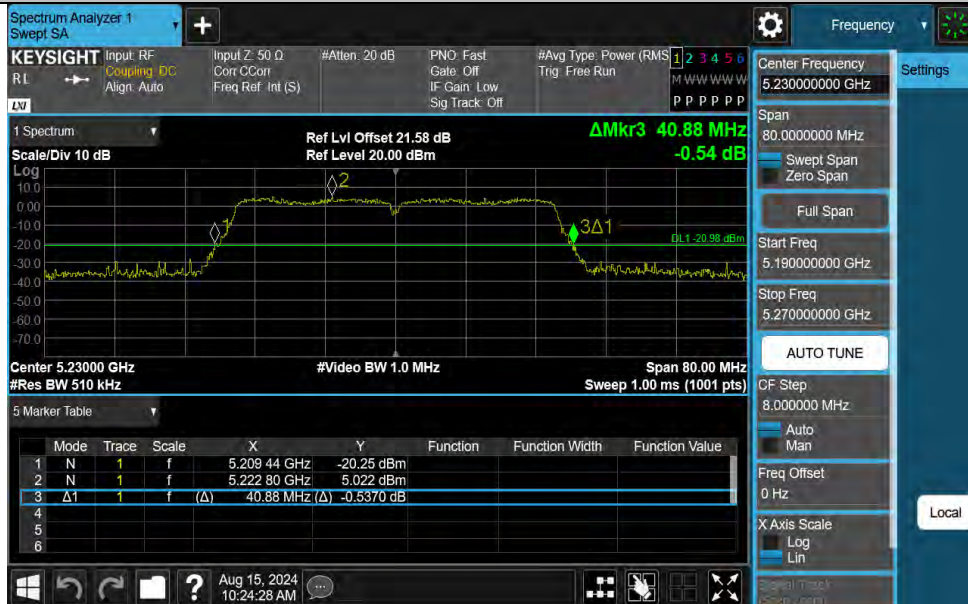 Spectrum Analyzer 1
Swept SA
+
Frequency
KEYSIGHT
Input: RF
Coupling: DC
Align: Auto
Input Z: 50 Ω
Corr CCorr
Freq Ref: Int (S)
#Atten: 20 dB
PNO: Fast
Gate: Off
IF Gain: Low
Sig Track: Off
#Avg Type: Power (RMS
Trig: Free Run
1 2 3 4 5 6
M W W W W W
P P P P P P
LXI
1 Spectrum
Scale/Div 10 dB
Ref Lvl Offset 21.58 dB
Ref Level 20.00 dBm
ΔMkr3 40.88 MHz
-0.54 dB
Log
10.0
0.00
-10.0
-20.0
-30.0
-40.0
-50.0
-60.0
-70.0
1
2
3Δ1
DL1 -20.98 dBm
Center 5.23000 GHz
#Video BW 1.0 MHz
Span 80.00 MHz
#Res BW 510 kHz
Sweep 1.00 ms (1001 pts)
5 Marker Table
Mode Trace Scale X Y Function Function Width Function Value
1 N 1 f 5.209 44 GHz -20.25 dBm
2 N 1 f 5.222 80 GHz 5.022 dBm
3 Δ1 1 f (Δ) 40.88 MHz (Δ) -0.5370 dB
4
5
6
Center Frequency
5.230000000 GHz
Span
80.0000000 MHz
Swept Span
Zero Span
Full Span
Start Freq
5.190000000 GHz
Stop Freq
5.270000000 GHz
AUTO TUNE
CF Step
8.000000 MHz
Auto
Man
Freq Offset
0 Hz
X Axis Scale
Log
Lin
Signal Track
Settings
Local
?
Aug 15, 2024
10:24:28 AM